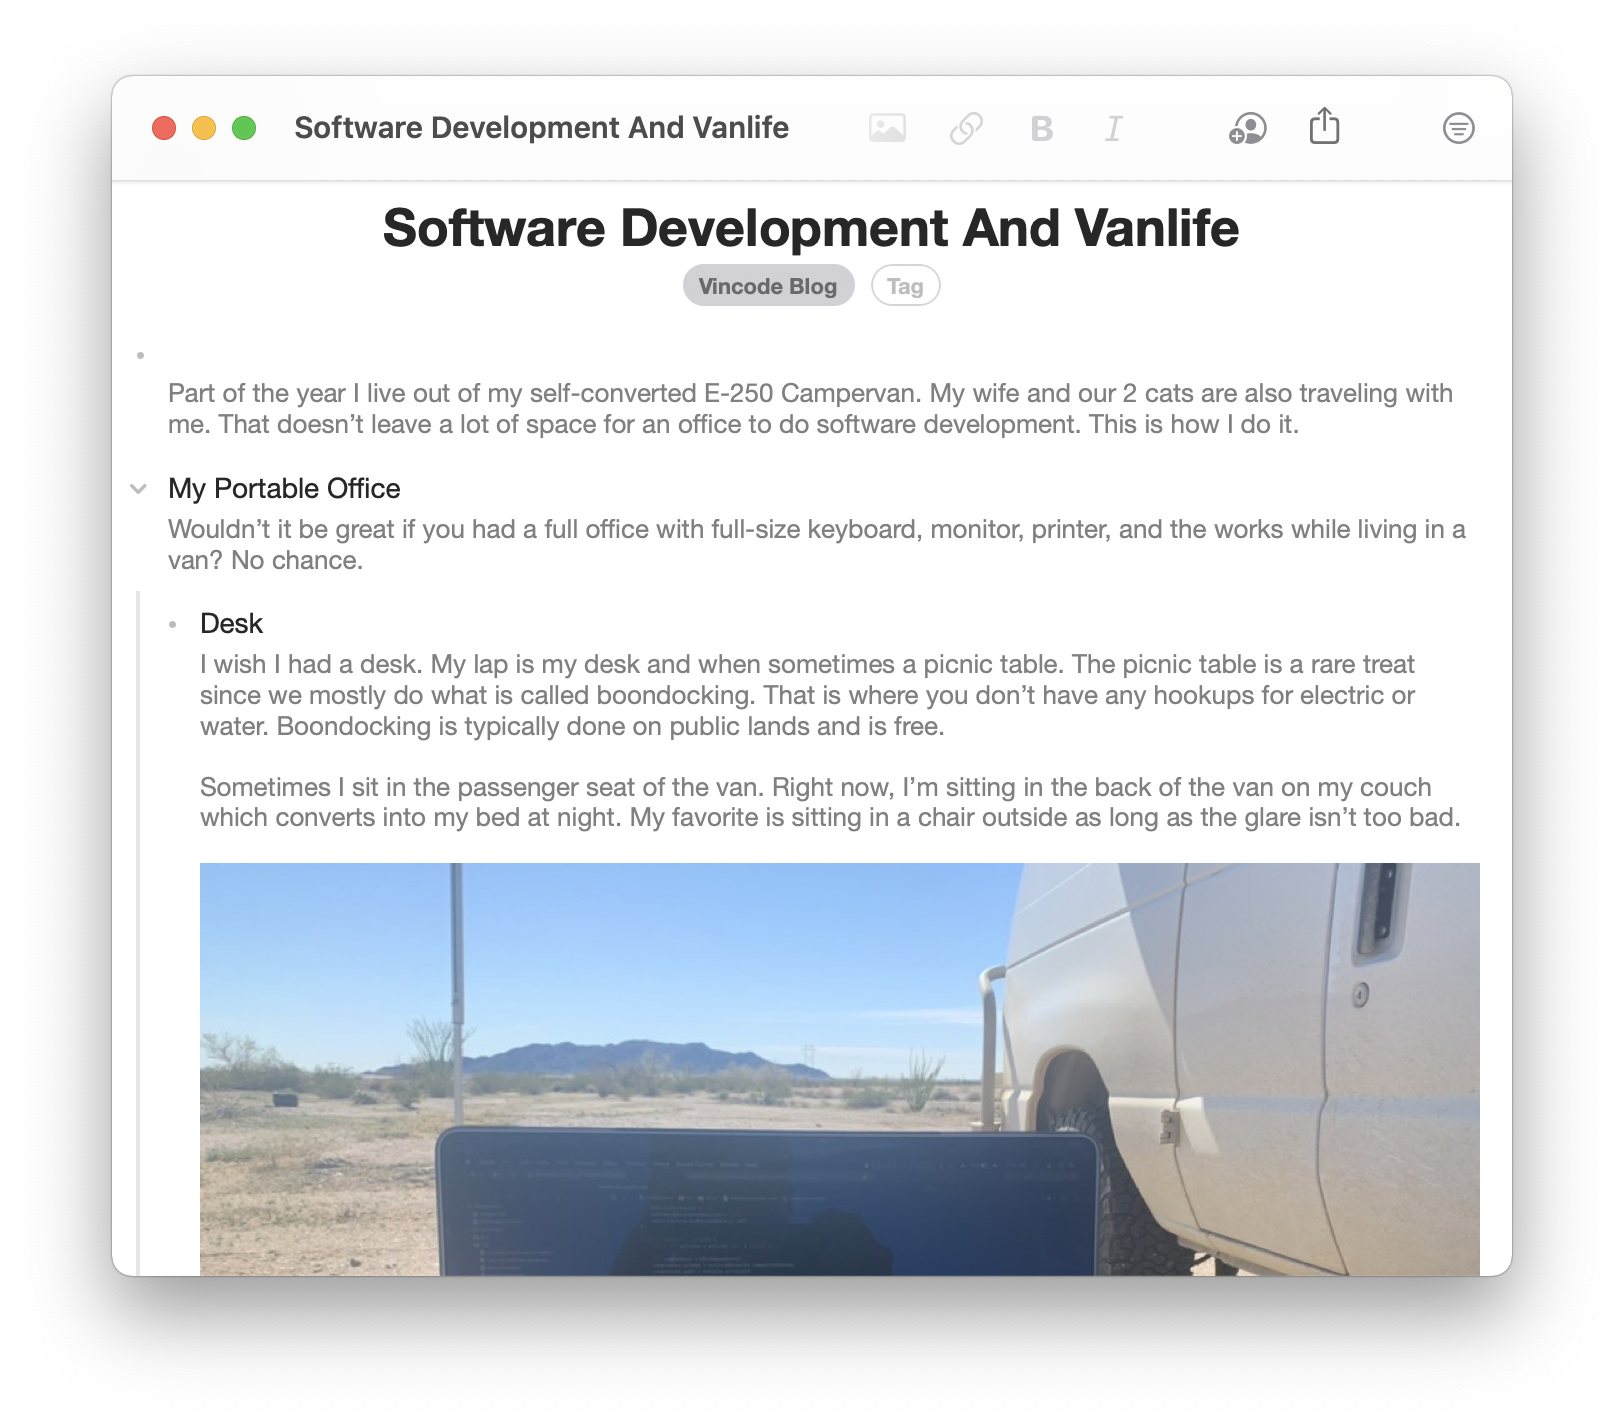 Software Development And Vanlife
B I
Software Development And Vanlife
Vincode Blog Tag
Part of the year I live out of my self-converted E-250 Campervan. My wife and our 2 cats are also traveling with
me. That doesn’t leave a lot of space for an office to do software development. This is how I do it.
My Portable Office
Wouldn’t it be great if you had a full office with full-size keyboard, monitor, printer, and the works while living in a
van? No chance.
Desk
I wish I had a desk. My lap is my desk and when sometimes a picnic table. The picnic table is a rare treat
since we mostly do what is called boondocking. That is where you don’t have any hookups for electric or
water. Boondocking is typically done on public lands and is free.
Sometimes I sit in the passenger seat of the van. Right now, I’m sitting in the back of the van on my couch
which converts into my bed at night. My favorite is sitting in a chair outside as long as the glare isn’t too bad.